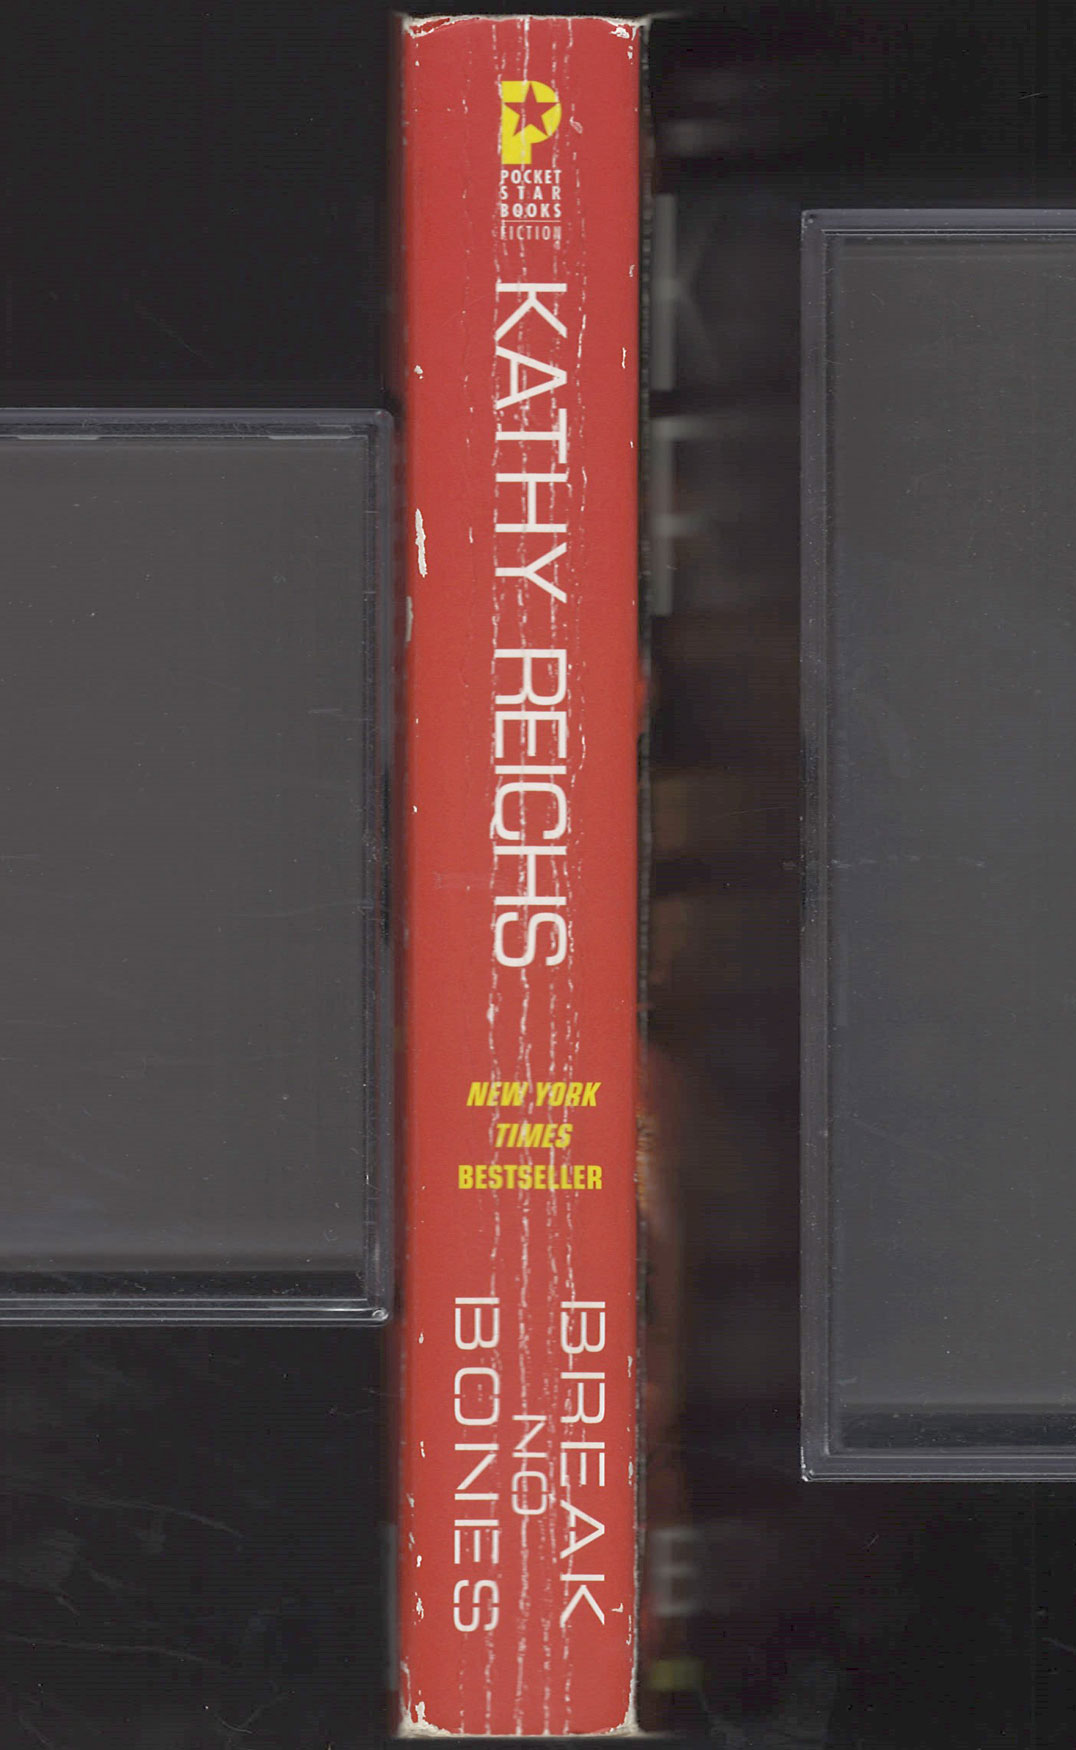 POCKET
STAR
BOOKS
FICTION
KATHY REICHS
NEW YORK
TIMES
BESTSELLER
BREAK
NO
BONES